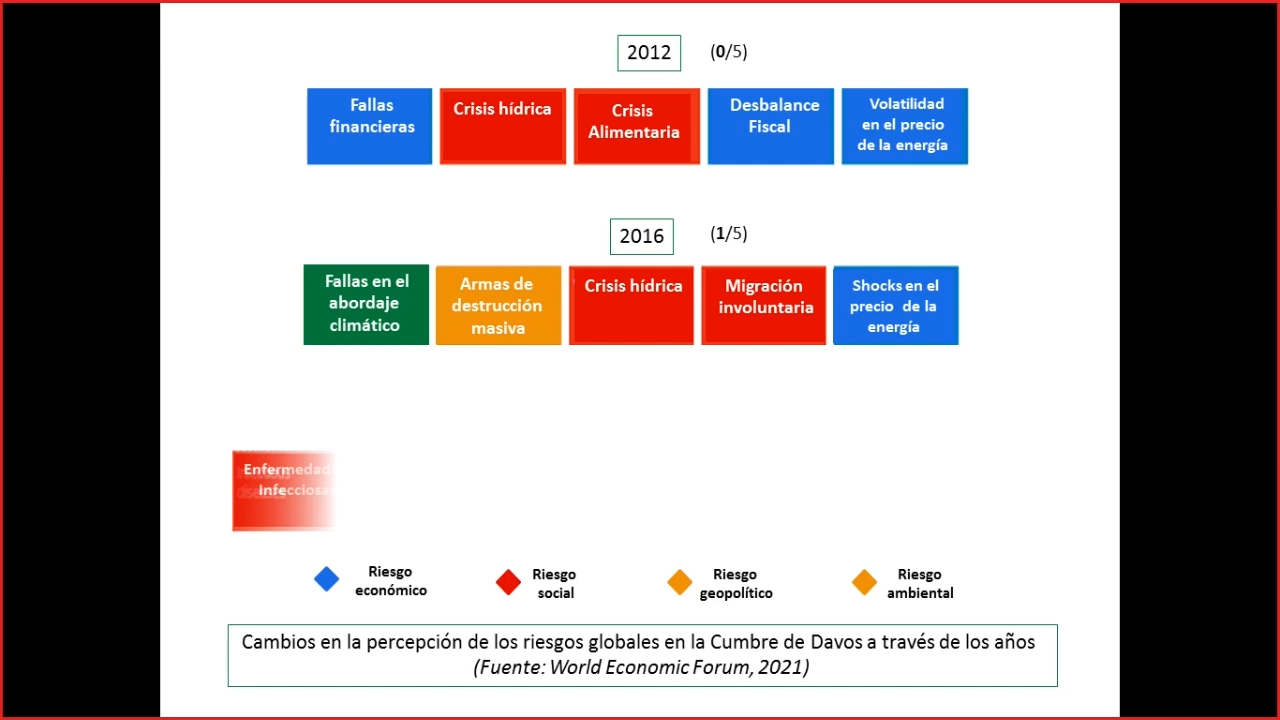 2012 (0/5)
Fallas
financieras
Crisis hídrica
Crisis
Alimentaria
Desbalance
Fiscal
Volatilidad
en el precio
de la energía
2016 (1/5)
Fallas en el
abordaje
climático
Armas de
destrucción
masiva
Crisis hídrica
Migración
involuntaria
Shocks en el
precio de la
energía
Infecciosas
Riesgo
económico
Riesgo
social
Riesgo
geopolítico
Riesgo
ambiental
Cambios en la percepción de los riesgos globales en la Cumbre de Davos a través de los años
(Fuente: World Economic Forum, 2021)